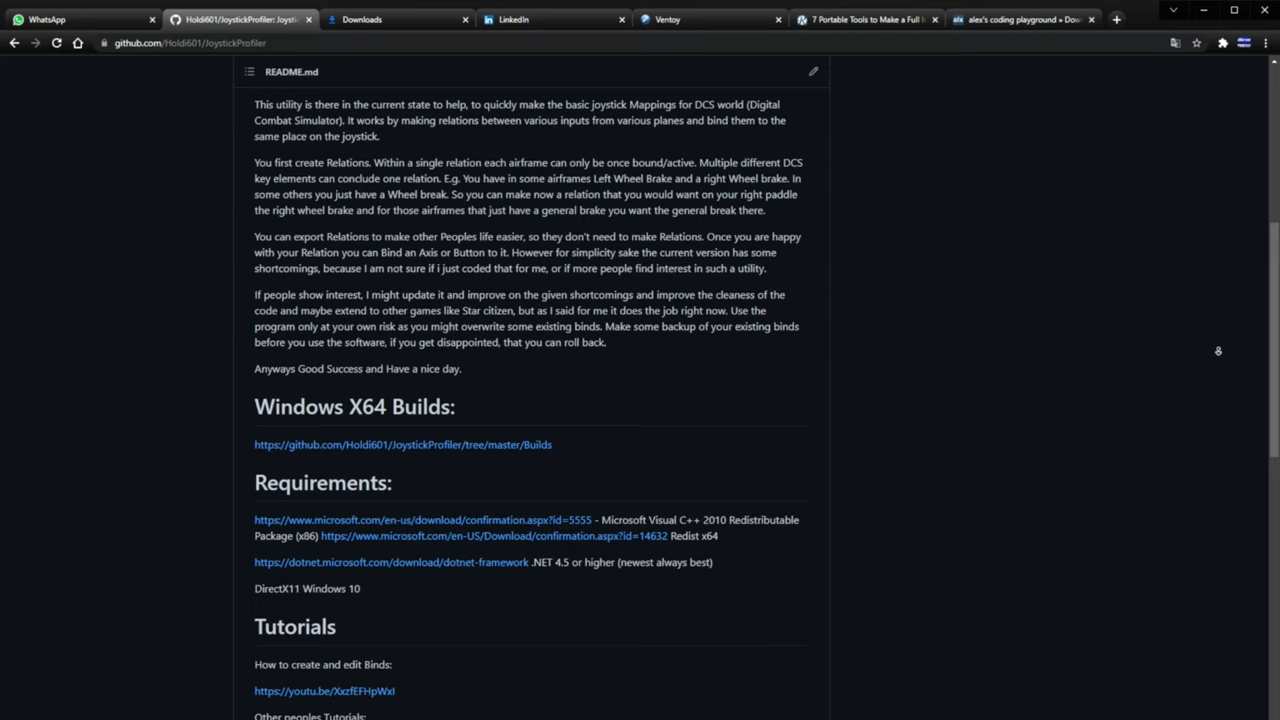 WhatsApp
Holdi601/JoystickProfiler: Joysti
Downloads
LinkedIn
Ventoy
7 Portable Tools to Make a Full
alex's coding playground » Dow
github.com/Holdi601/JoystickProfiler
README.md
This utility is there in the current state to help, to quickly make the basic joystick Mappings for DCS world (Digital
Combat Simulator). It works by making relations between various inputs from various planes and bind them to the
same place on the joystick.
You first create Relations. Within a single relation each airframe can only be once bound/active. Multiple different DCS
key elements can conclude one relation. E.g. You have in some airframes Left Wheel Brake and a right Wheel brake. In
some others you just have a Wheel break. So you can make now a relation that you would want on your right paddle
the right wheel brake and for those airframes that just have a general brake you want the general break there.
You can export Relations to make other Peoples life easier, so they don't need to make Relations. Once you are happy
with your Relation you can Bind an Axis or Button to it. However for simplicity sake the current version has some
shortcomings, because I am not sure if i just coded that for me, or if more people find interest in such a utility.
If people show interest, I might update it and improve on the given shortcomings and improve the cleaness of the
code and maybe extend to other games like Star citizen, but as I said for me it does the job right now. Use the
program only at your own risk as you might overwrite some existing binds. Make some backup of your existing binds
before you use the software, if you get disappointed, that you can roll back.
Anyways Good Success and Have a nice day.
Windows X64 Builds:
https://github.com/Holdi601/JoystickProfiler/tree/master/Builds
Requirements:
https://www.microsoft.com/en-us/download/confirmation.aspx?id=5555 - Microsoft Visual C++ 2010 Redistributable
Package (x86) https://www.microsoft.com/en-US/Download/confirmation.aspx?id=14632 Redist x64
https://dotnet.microsoft.com/download/dotnet-framework .NET 4.5 or higher (newest always best)
DirectX11 Windows 10
Tutorials
How to create and edit Binds:
https://youtu.be/XxzfEFHpWxI
Other peoples Tutorials: